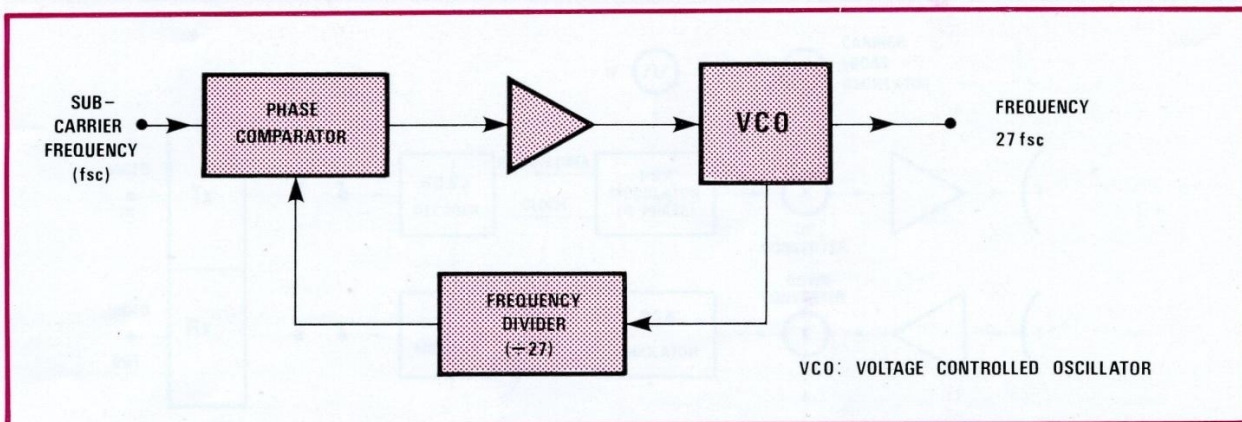 SUB-
CARRIER
FREQUENCY
(fsc)
PHASE
COMPARATOR
VCO
FREQUENCY
27 fsc
FREQUENCY
DIVIDER
(÷27)
VCO: VOLTAGE CONTROLLED OSCILLATOR